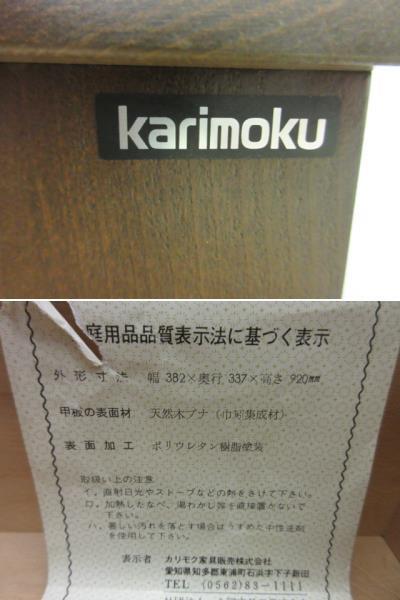 karimoku
庭用品品質表示法に基づく表示
外形寸法 幅 382×奥行 337×高さ 920mm
甲板の表面材 天然木ブナ(巾矧集成材)
表面加工 ポリウレタン樹脂塗装
取扱い上の注意
イ、直射日光やストーブなどの熱をさけて下さい。
ロ、加熱したなべ、湯わかし等を直接置かないで
下さい。
ハ、著しい汚れを落とす場合はうすめた中性洗剤
を使用して下さい。
表示者 カリモク家具販売株式会社
愛知県知多郡東浦町石浜字下子新田
TEL (0562)83-1111